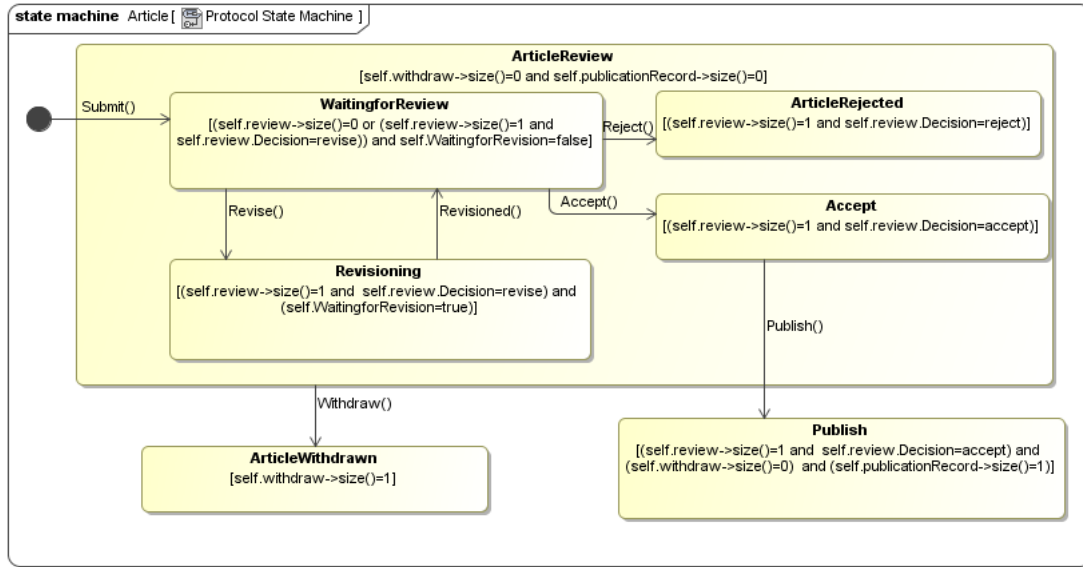 state machine Article [ Protocol State Machine ]
ArticleReview
[self.withdraw->size()=0 and self.publicationRecord->size()=0]
Submit()
WaitingforReview
[(self.review->size()=0 or (self.review->size()=1 and
self.review.Decision=revise)) and self.WaitingforRevision=false]
Reject()
ArticleRejected
[(self.review->size()=1 and self.review.Decision=reject)]
Revise()
Revisioned()
Accept()
Accept
[(self.review->size()=1 and self.review.Decision=accept)]
Revisioning
[(self.review->size()=1 and self.review.Decision=revise) and
(self.WaitingforRevision=true)]
Publish()
Withdraw()
ArticleWithdrawn
[self.withdraw->size()=1]
Publish
[(self.review->size()=1 and self.review.Decision=accept) and
(self.withdraw->size()=0) and (self.publicationRecord->size()=1)]